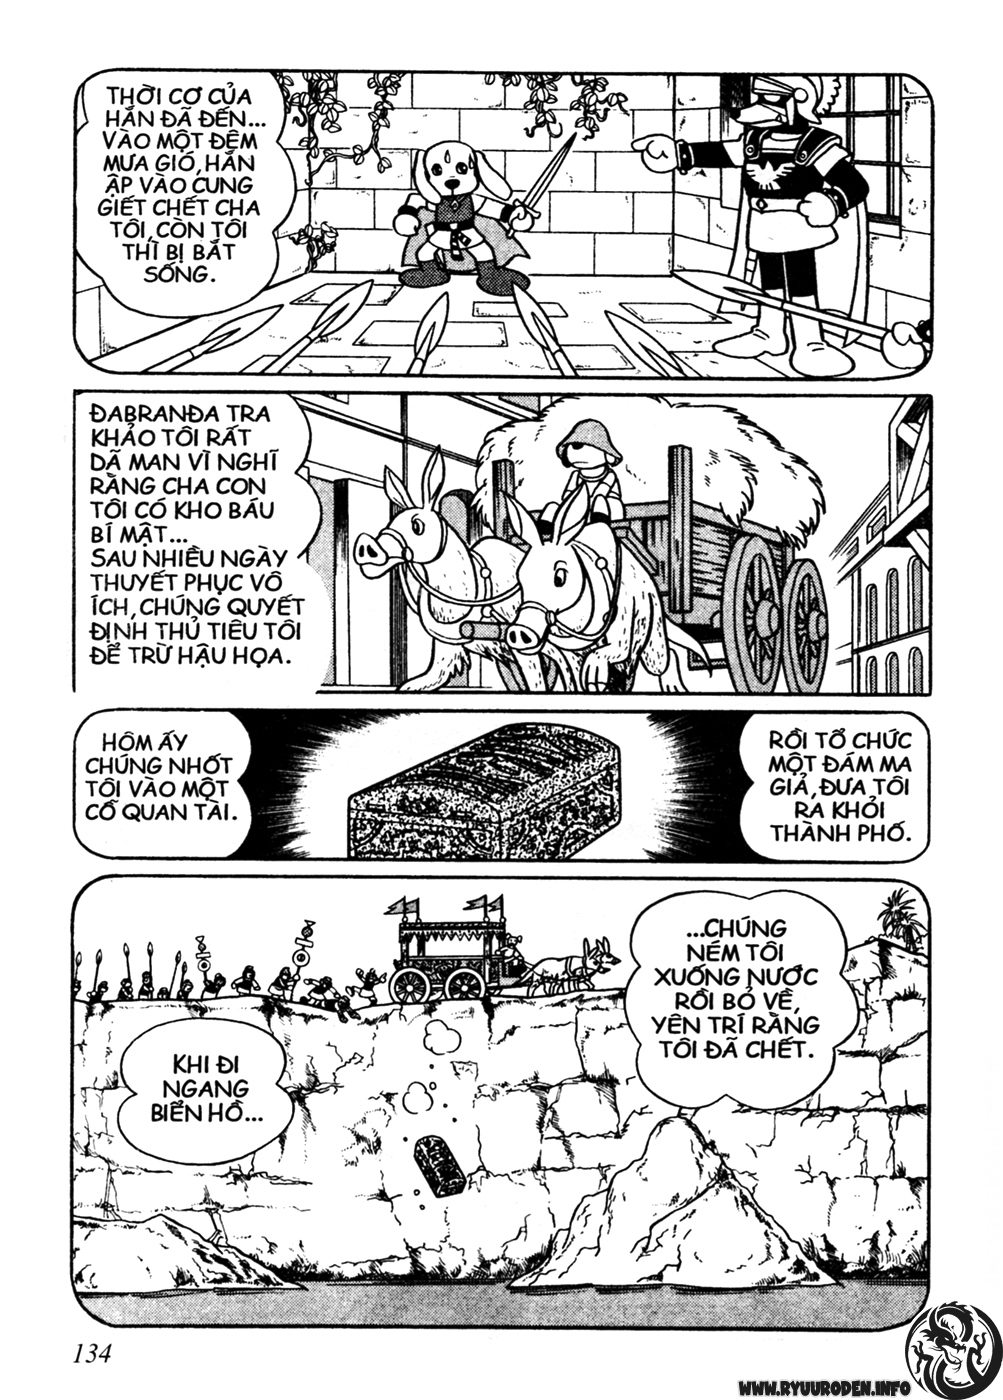 THỜI CƠ CỦA
HẮN ĐÃ ĐẾN...
VÀO MỘT ĐÊM
MƯA GIÓ, HẮN
ẬP VÀO CUNG
GIẾT CHẾT CHA
TÔI, CÒN TÔI
THÌ BỊ BẮT
SỐNG.
ĐABRANĐA TRA
KHẢO TÔI RẤT
DÃ MAN VÌ NGHĨ
RẰNG CHA CON
TÔI CÓ KHO BÁU
BÍ MẬT...
SAU NHIỀU NGÀY
THUYẾT PHỤC VÔ
ÍCH, CHÚNG QUYẾT
ĐỊNH THỦ TIÊU TÔI
ĐỂ TRỪ HẬU HỌA.
HÔM ẤY
CHÚNG NHỐT
TÔI VÀO MỘT
CỖ QUAN TÀI.
RỒI TỔ CHỨC
MỘT ĐÁM MA
GIẢ, ĐƯA TÔI
RA KHỎI
THÀNH PHỐ.
KHI ĐI
NGANG
BIỂN HỒ...
...CHÚNG
NÉM TÔI
XUỐNG NƯỚC
RỒI BỎ VỀ,
YÊN TRÍ RẰNG
TÔI ĐÃ CHẾT.
134
WWW.RYUURODEN.INFO